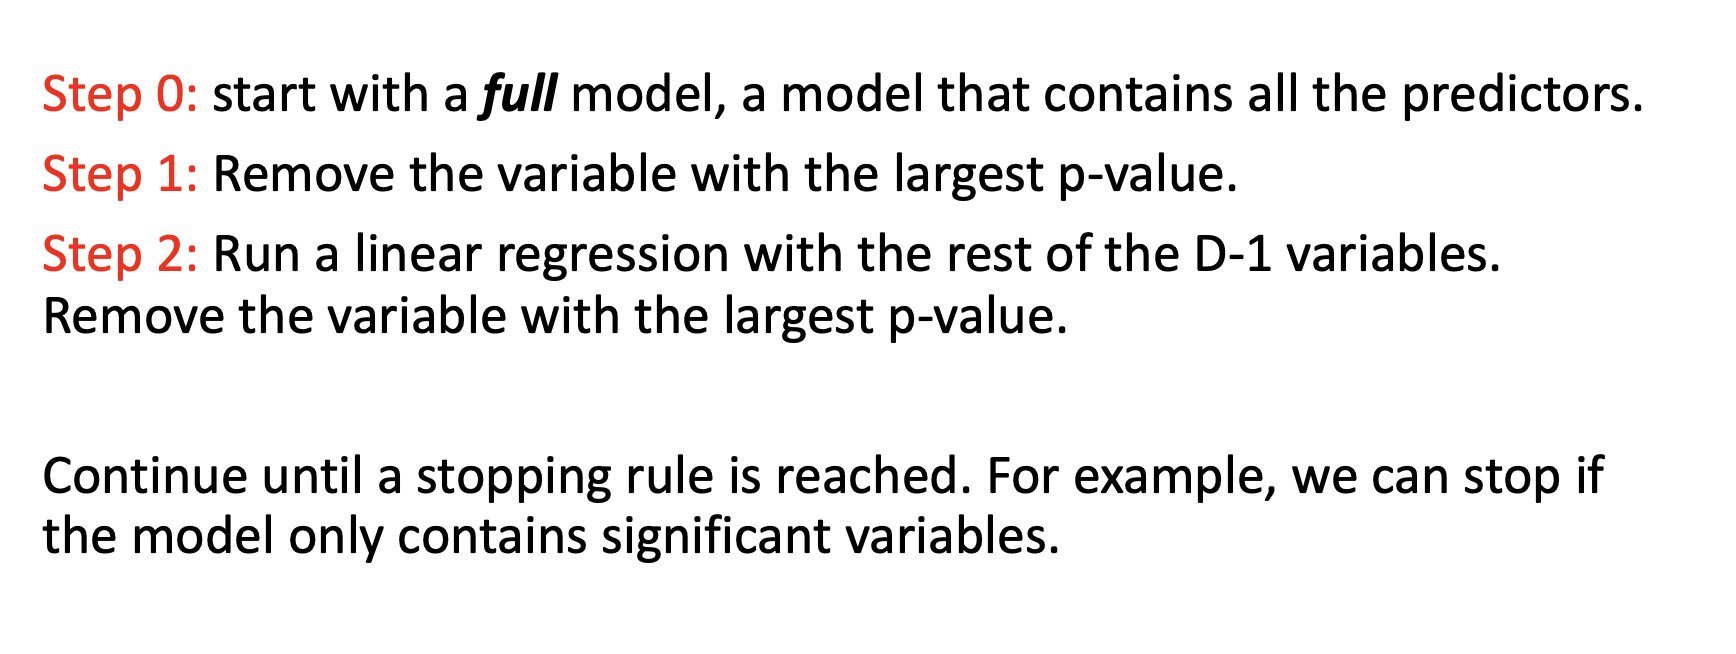 Step 0: start with a full model, a model that contains all the predictors.
Step 1: Remove the variable with the largest p-value.
Step 2: Run a linear regression with the rest of the D-1 variables.
Remove the variable with the largest p-value.
Continue until a stopping rule is reached. For example, we can stop if
the model only contains significant variables.